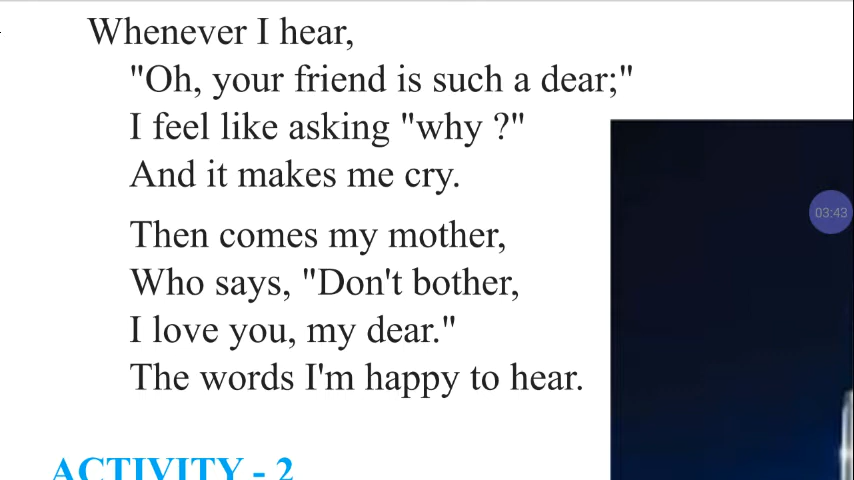 Whenever I hear,
"Oh, your friend is such a dear;"
I feel like asking "why ?"
And it makes me cry.
Then comes my mother,
Who says, "Don't bother,
I love you, my dear."
The words I'm happy to hear.
03:43
ACTIVITY - 2